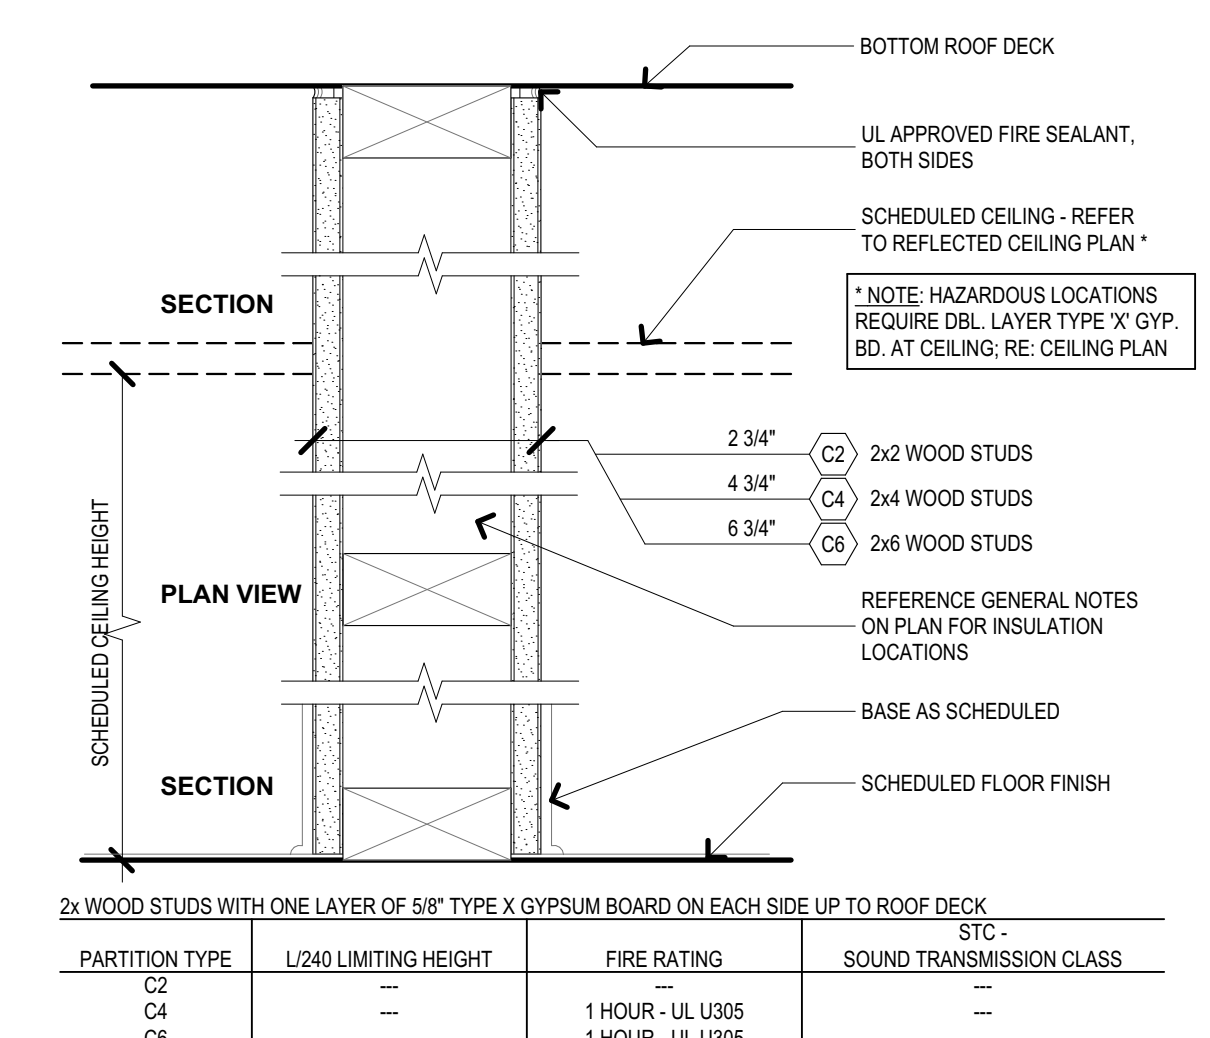 BOTTOM ROOF DECK
UL APPROVED FIRE SEALANT,
BOTH SIDES
SCHEDULED CEILING - REFER
TO REFLECTED CEILING PLAN *
* NOTE: HAZARDOUS LOCATIONS
REQUIRE DBL. LAYER TYPE 'X' GYP.
BD. AT CEILING; RE: CEILING PLAN
SECTION
2 3/4" C2 2x2 WOOD STUDS
4 3/4" C4 2x4 WOOD STUDS
6 3/4" C6 2x6 WOOD STUDS
SCHEDULED CEILING HEIGHT
PLAN VIEW
REFERENCE GENERAL NOTES
ON PLAN FOR INSULATION
LOCATIONS
BASE AS SCHEDULED
SECTION
SCHEDULED FLOOR FINISH
2x WOOD STUDS WITH ONE LAYER OF 5/8" TYPE X GYPSUM BOARD ON EACH SIDE UP TO ROOF DECK
STC -
PARTITION TYPE L/240 LIMITING HEIGHT FIRE RATING SOUND TRANSMISSION CLASS
C2 --- --- ---
C4 --- 1 HOUR - UL U305 ---
C6 1 HOUR - UL U305